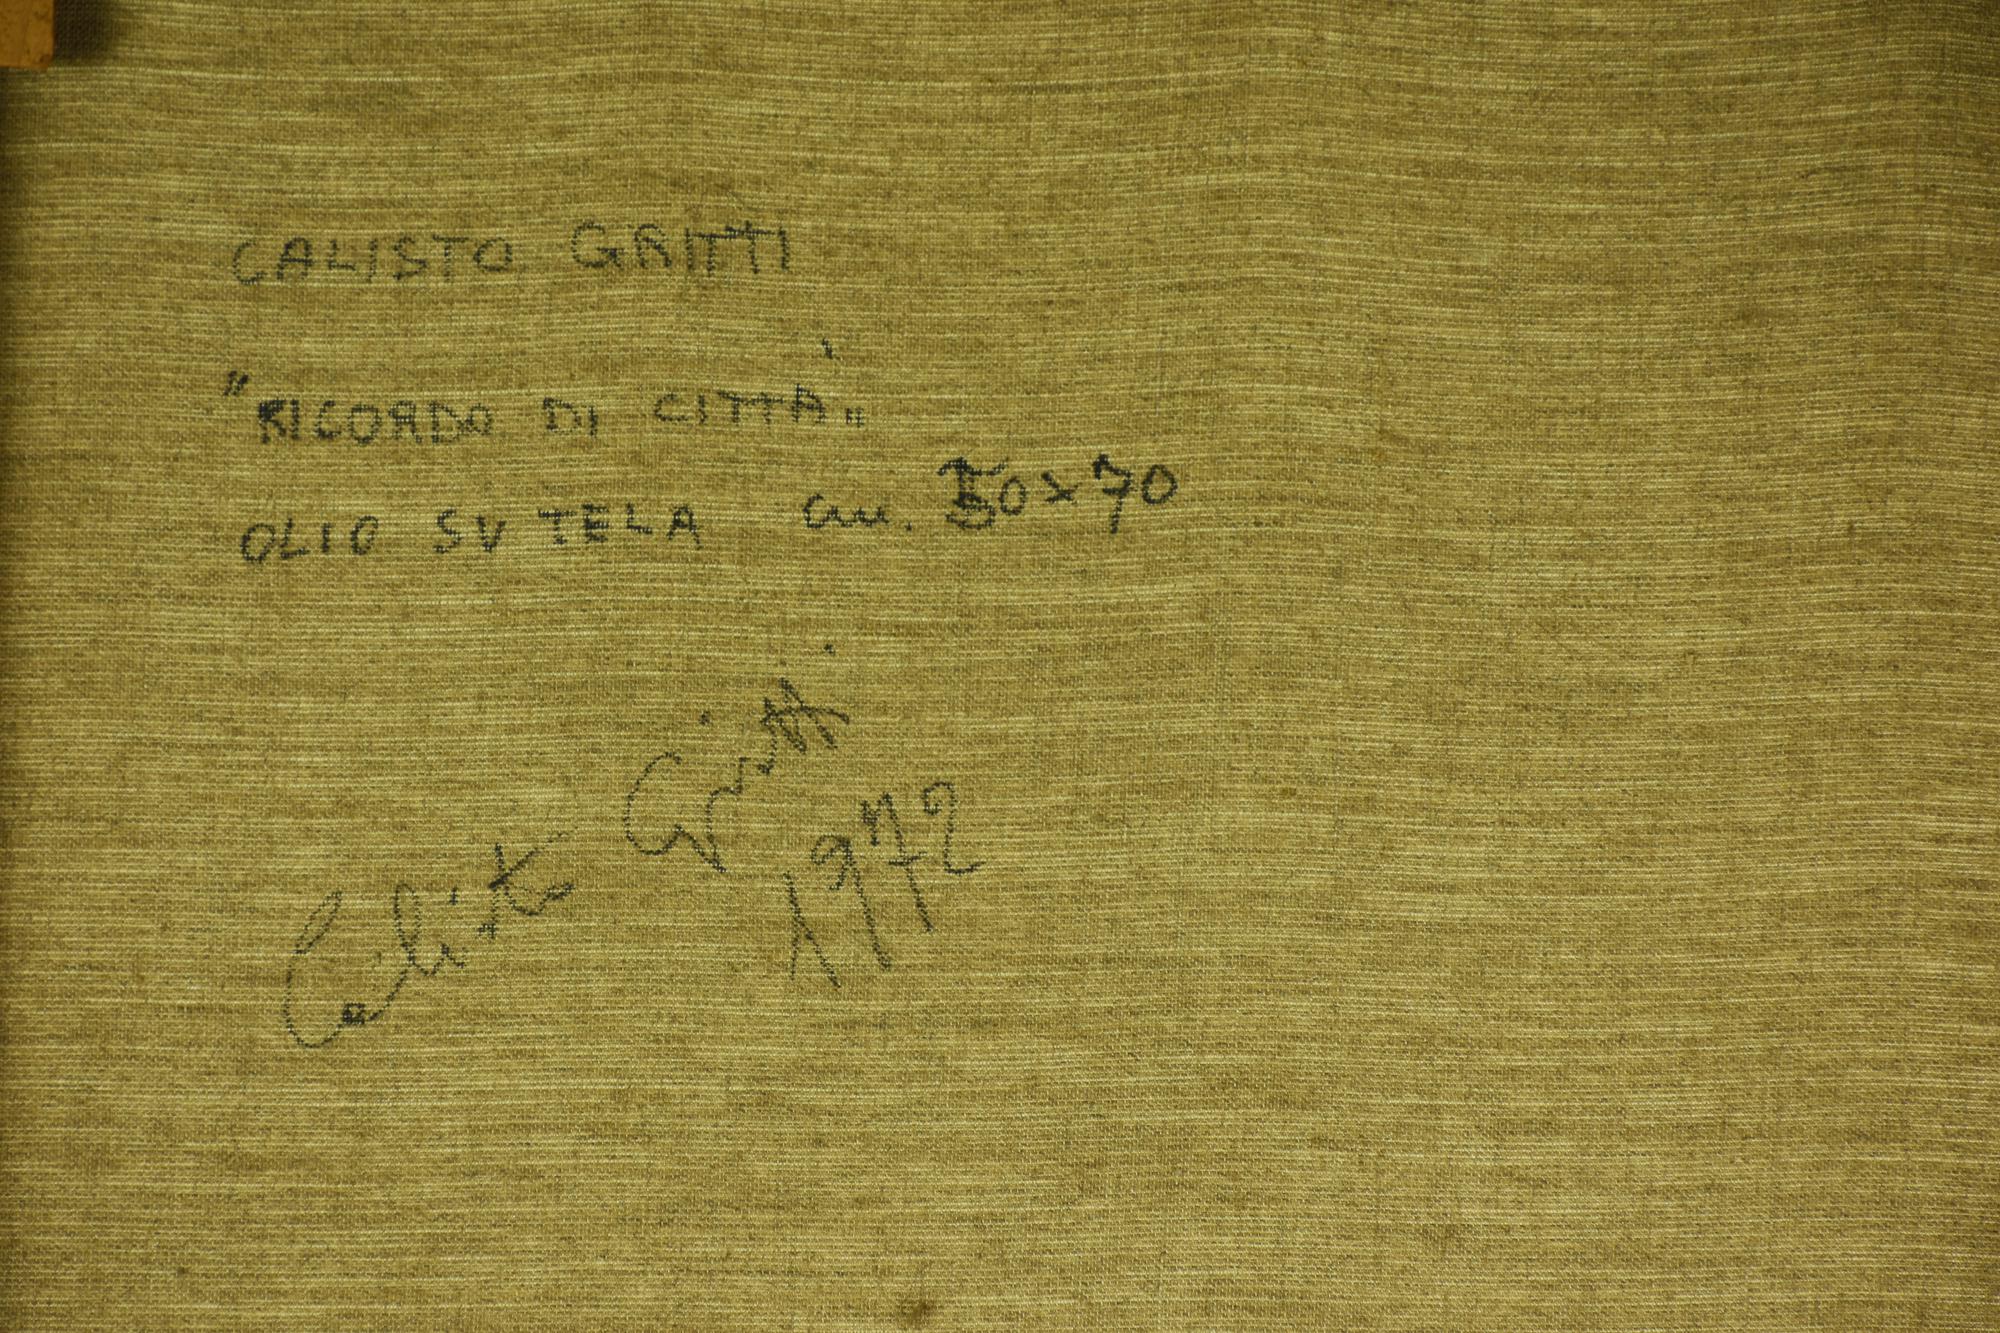 CALISTO GRITTI
"RICORDO DI CITTÀ"
OLIO SU TELA cm. 50x70
Calisto Gritti
1972